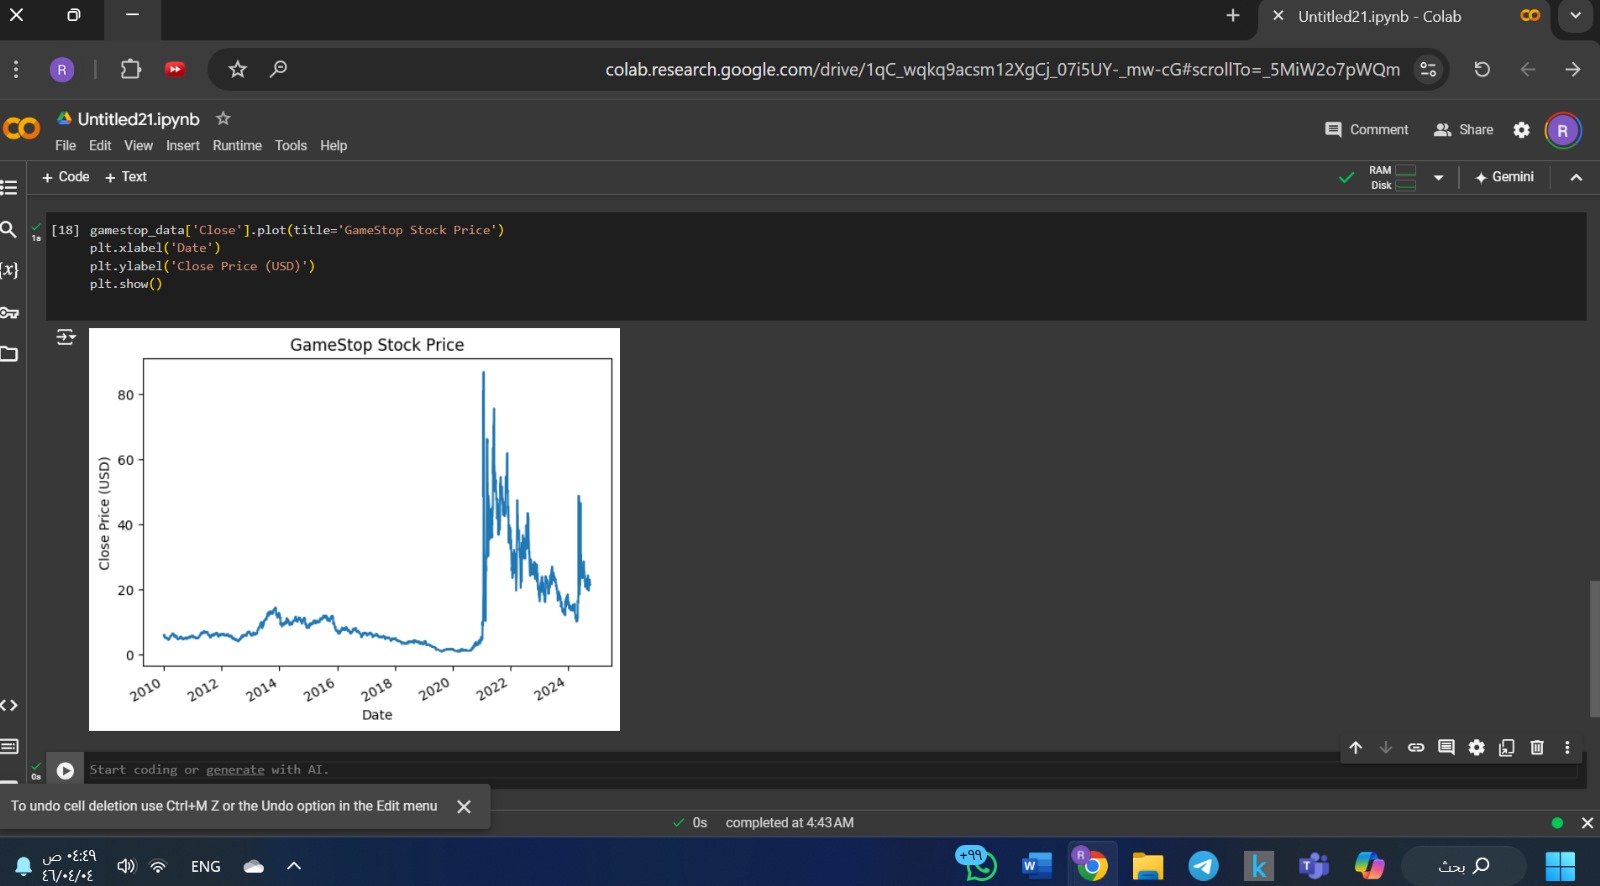 Untitled21.ipynb - Colab
R
colab.research.google.com/drive/1qC_wqkq9acsm12XgCj_07i5UY-_mw-cG#scrollTo=_5MiW2o7pWQm
Untitled21.ipynb
File Edit View Insert Runtime Tools Help
Comment Share R
+ Code + Text
RAM
Disk
Gemini
[18] gamestop_data['Close'].plot(title='GameStop Stock Price')
1s
plt.xlabel('Date')
plt.ylabel('Close Price (USD)')
plt.show()
{x}
GameStop Stock Price
Close Price (USD)
80
60
40
20
0
2010 2012 2014 2016 2018 2020 2022 2024
Date
0s
Start coding or generate with AI.
To undo cell deletion use Ctrl+M Z or the Undo option in the Edit menu
0s completed at 4:43 AM
٠٤:٤٩ ص
٤٦/٠٤/٠٤
ENG
+٩٩
W
R
k
T
بحث